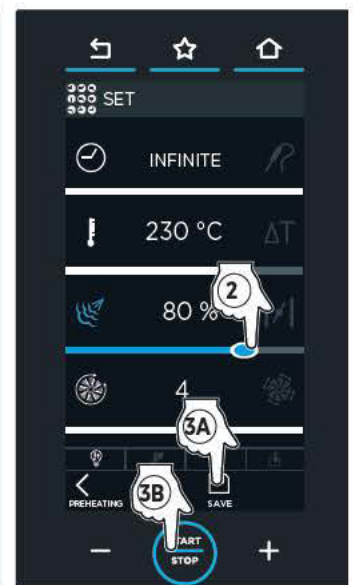 SET
INFINITE
230 °C ΔT
80 %
2
4
3A
3B
PREHEATING SAVE
START
STOP